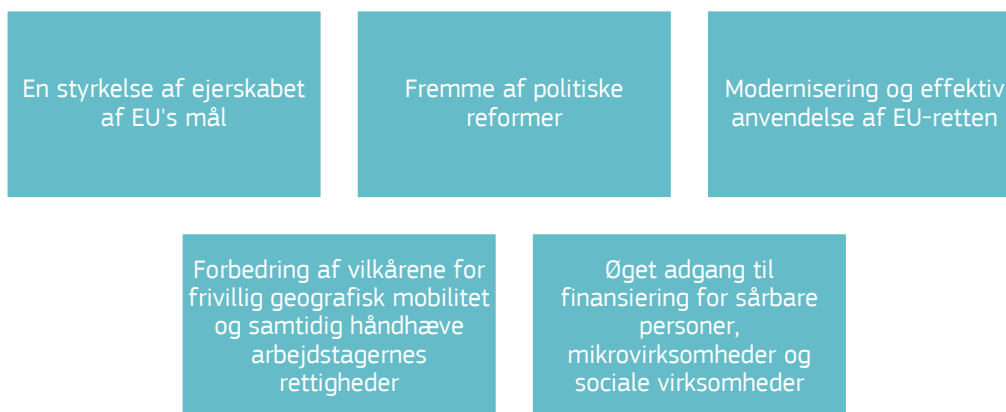 En styrkelse af ejerskabet
af EU's mål
Fremme af politiske
reformer
Modernisering og effektiv
anvendelse af EU-retten
Forbedring af vilkårene for
frivillig geografisk mobilitet
og samtidig håndhæve
arbejdstagernes
rettigheder
Øget adgang til
finansiering for sårbare
personer,
mikrovirksomheder og
sociale virksomheder